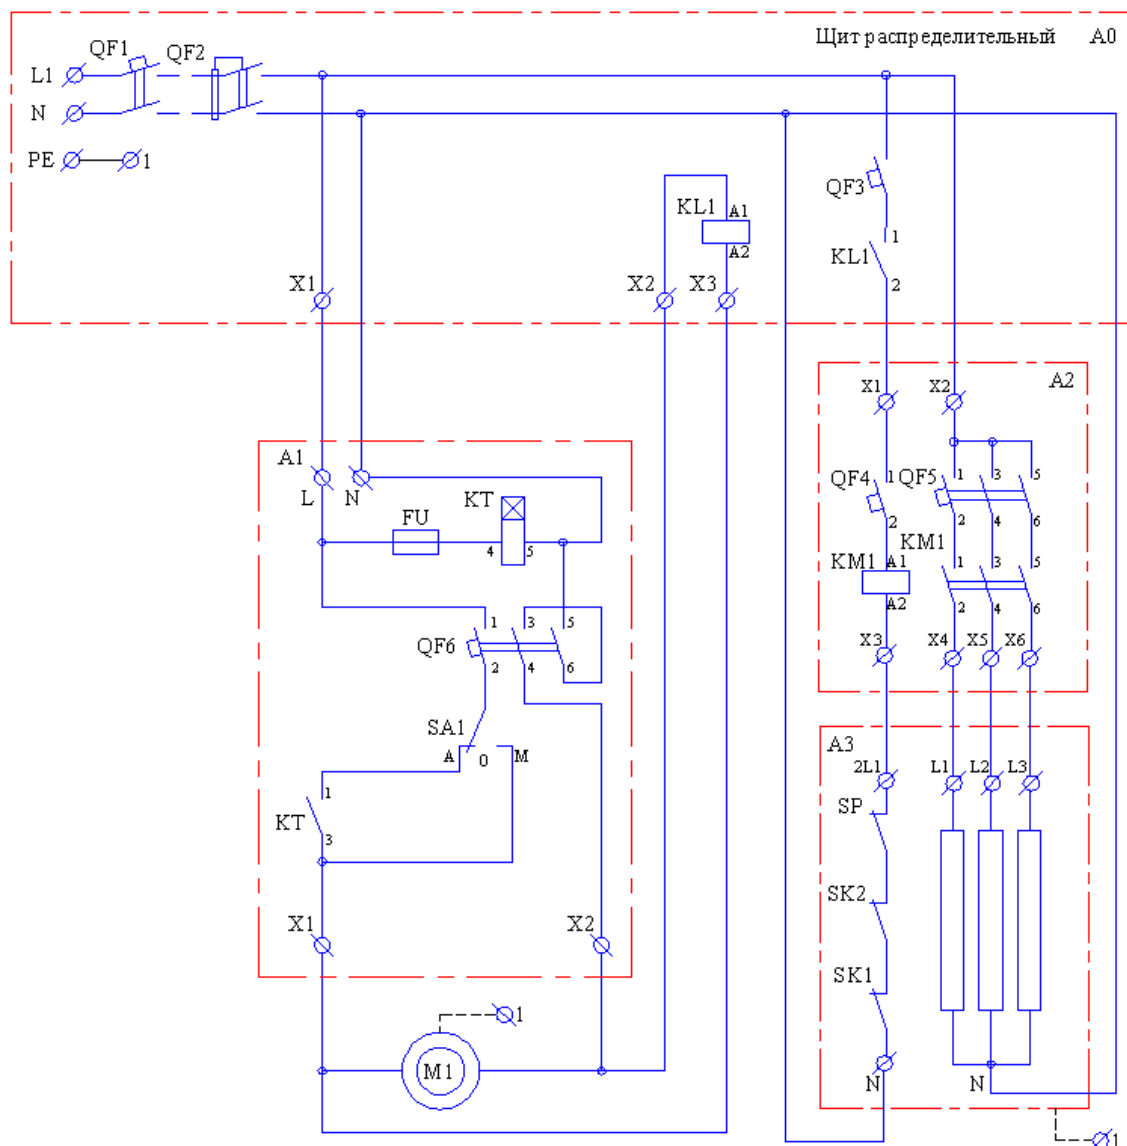 Щит распределительный A0
QF1 QF2
L1
N
PE 1
QF3
KL1 A1
A2
1
KL1
2
X1 X2 X3
X1 X2 A2
A1
L N KT
FU
4 5
QF4 1 QF5 1 3 5
2 2 4 6
KM1
KM1 A1 1 3 5
A2 2 4 6
1 3 5
QF6
2 4 6
X3 X4 X5 X6
SA1
A 0 M
A3
2L1 L1 L2 L3
1
KT
3
SP
SK2
X1 X2
SK1
1
M1
N N
1